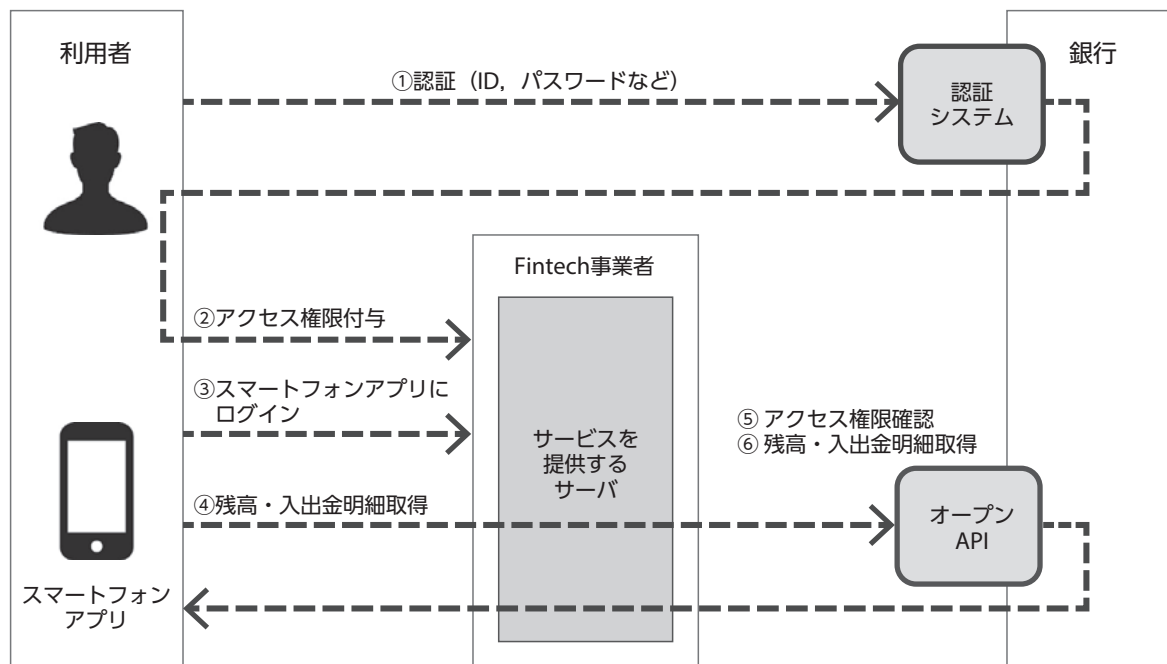 利用者
銀行
①認証（ID，パスワードなど）
認証
システム
Fintech事業者
②アクセス権限付与
③スマートフォンアプリに
ログイン
サービスを
提供する
サーバ
⑤ アクセス権限確認
⑥ 残高・入出金明細取得
④残高・入出金明細取得
オープン
API
スマートフォン
アプリ